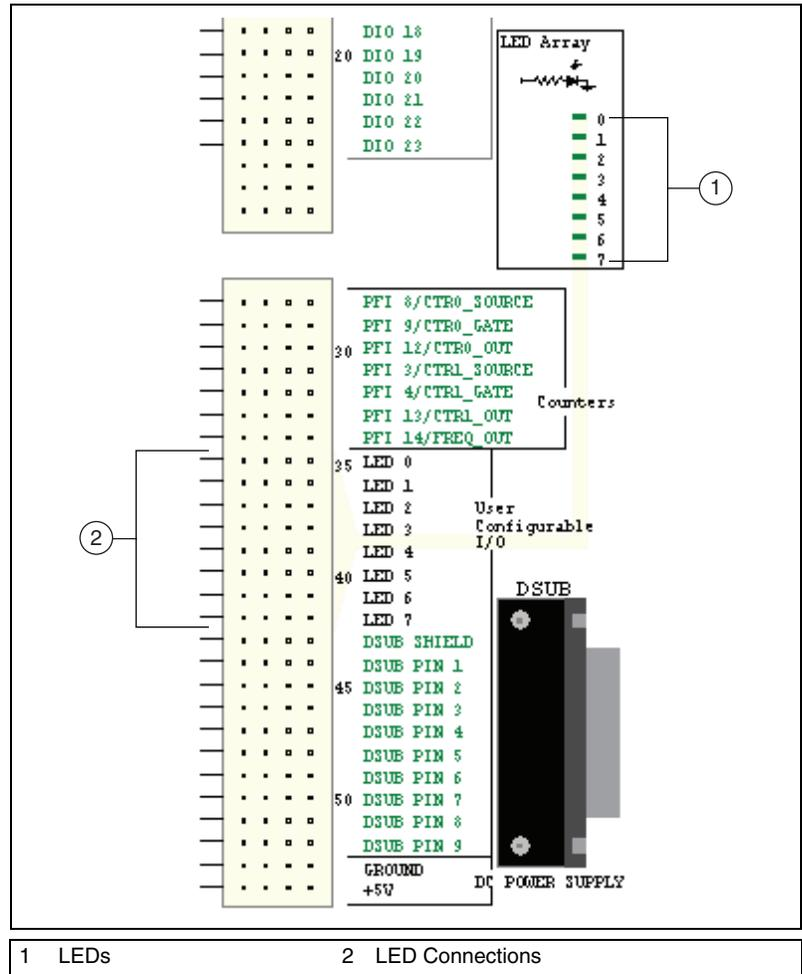 DIO 18
20 DIO 19
DIO 20
DIO 21
DIO 22
DIO 23
LED Array
0
1
2
3
4
5
6
7
1
PFI 8/CTR0_SOURCE
PFI 9/CTR0_GATE
30 PFI 12/CTR0_OUT
PFI 3/CTR1_SOURCE
PFI 4/CTR1_GATE
PFI 13/CTR1_OUT
PFI 14/FREQ_OUT
Counters
35 LED 0
LED 1
LED 2
LED 3
LED 4
40 LED 5
LED 6
LED 7
User
Configurable
I/O
2
DSUB SHIELD
DSUB PIN 1
45 DSUB PIN 2
DSUB PIN 3
DSUB PIN 4
DSUB PIN 5
DSUB PIN 6
50 DSUB PIN 7
DSUB PIN 8
DSUB PIN 9
DSUB
GROUND
+5V
DC POWER SUPPLY
1 LEDs 2 LED Connections